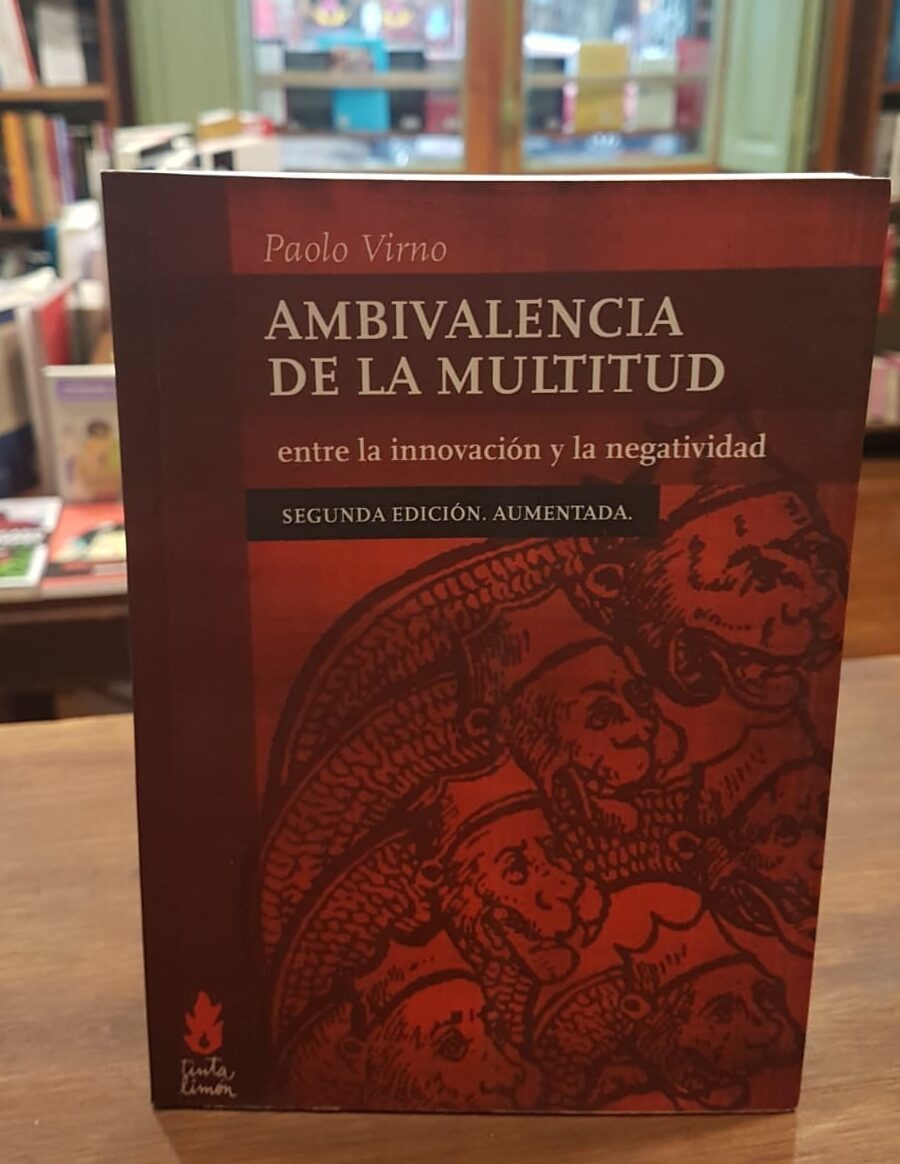 Paolo Virno
AMBIVALENCIA
DE LA MULTITUD
entre la innovación y la negatividad
SEGUNDA EDICIÓN. AUMENTADA.
tinta
limón